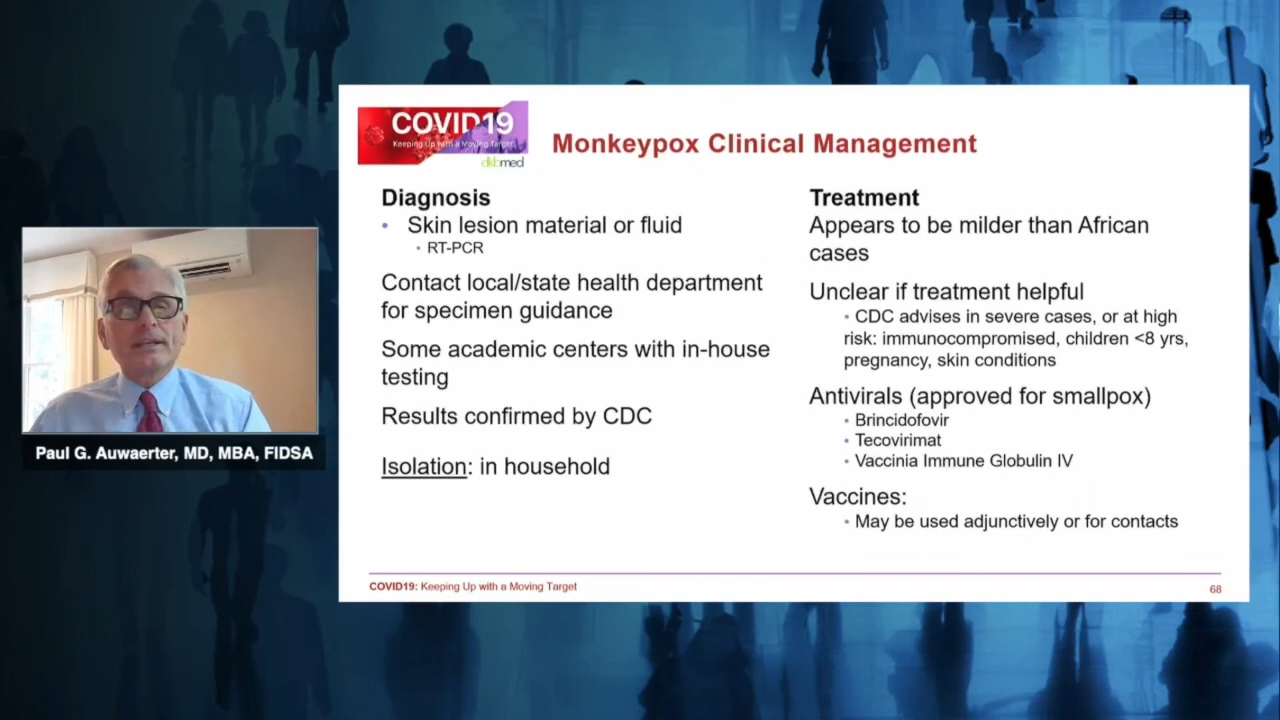 COVID19
Keeping Up with a Moving Target
dkbmed
Monkeypox Clinical Management
Diagnosis
• Skin lesion material or fluid
• RT-PCR
Contact local/state health department
for specimen guidance
Some academic centers with in-house
testing
Results confirmed by CDC
Isolation: in household
Treatment
Appears to be milder than African
cases
Unclear if treatment helpful
• CDC advises in severe cases, or at high
risk: immunocompromised, children <8 yrs,
pregnancy, skin conditions
Antivirals (approved for smallpox)
• Brincidofovir
• Tecovirimat
• Vaccinia Immune Globulin IV
Vaccines:
• May be used adjunctively or for contacts
COVID19: Keeping Up with a Moving Target
68
Paul G. Auwaerter, MD, MBA, FIDSA